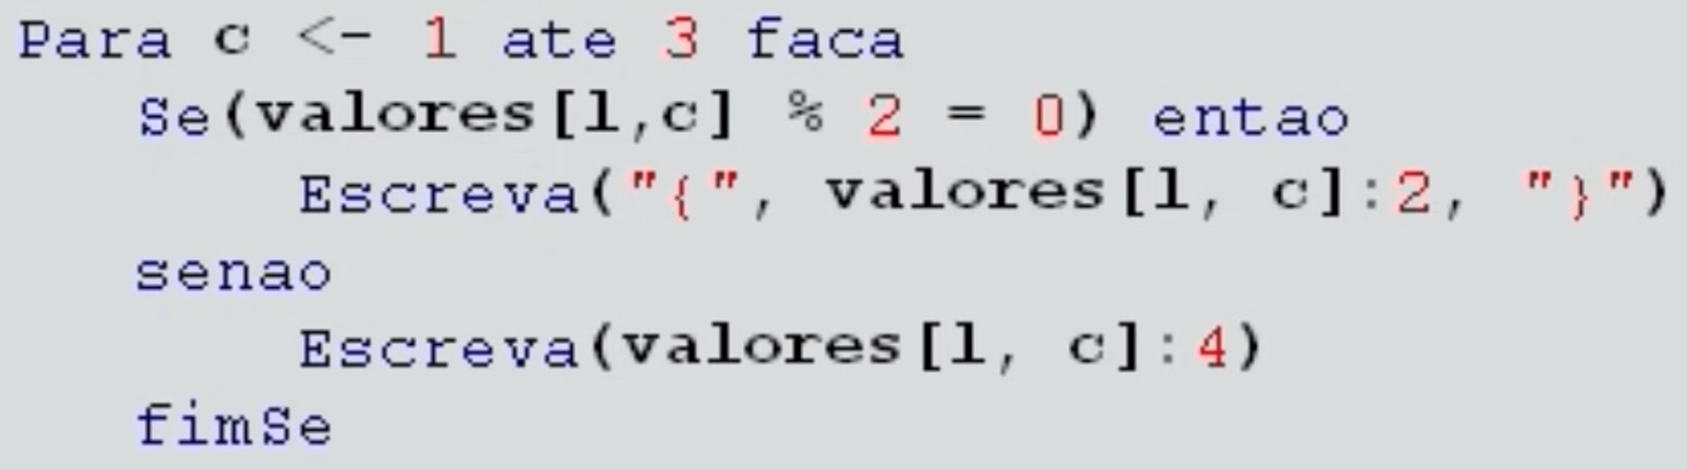 Para c <- 1 ate 3 faca
Se(valores[l,c] % 2 = 0) entao
Escreva("{", valores[l, c]:2, "}")
senao
Escreva(valores[l, c]:4)
fimSe